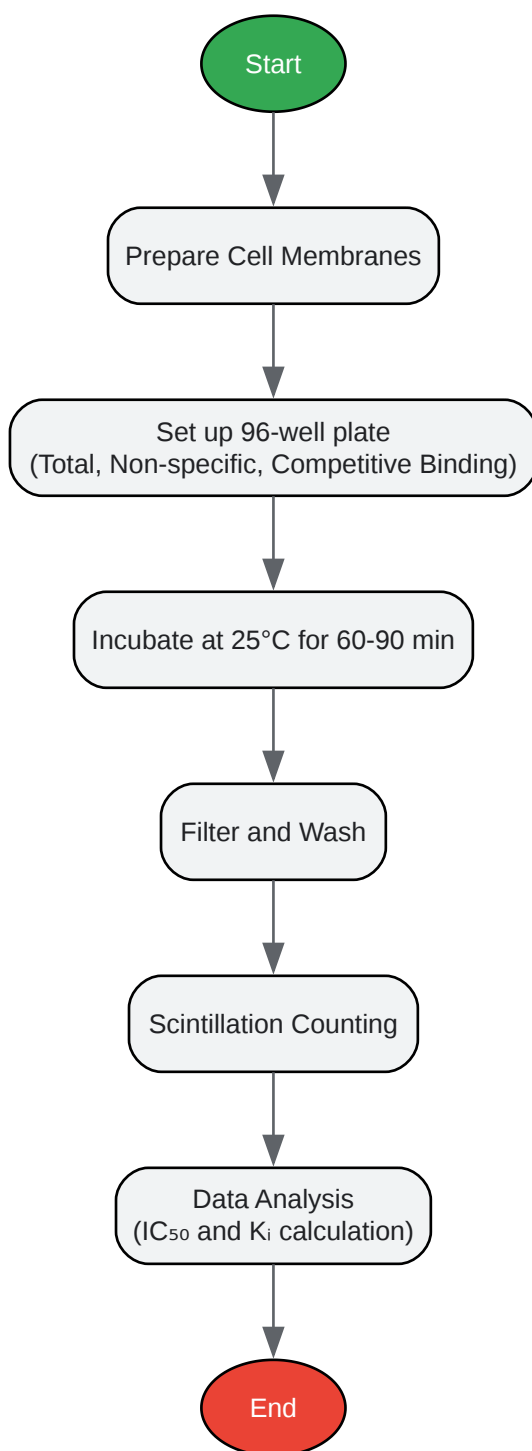 Start
Prepare Cell Membranes
Set up 96-well plate
(Total, Non-specific, Competitive Binding)
Incubate at 25°C for 60-90 min
Filter and Wash
Scintillation Counting
Data Analysis
(IC₅₀ and Kᵢ calculation)
End